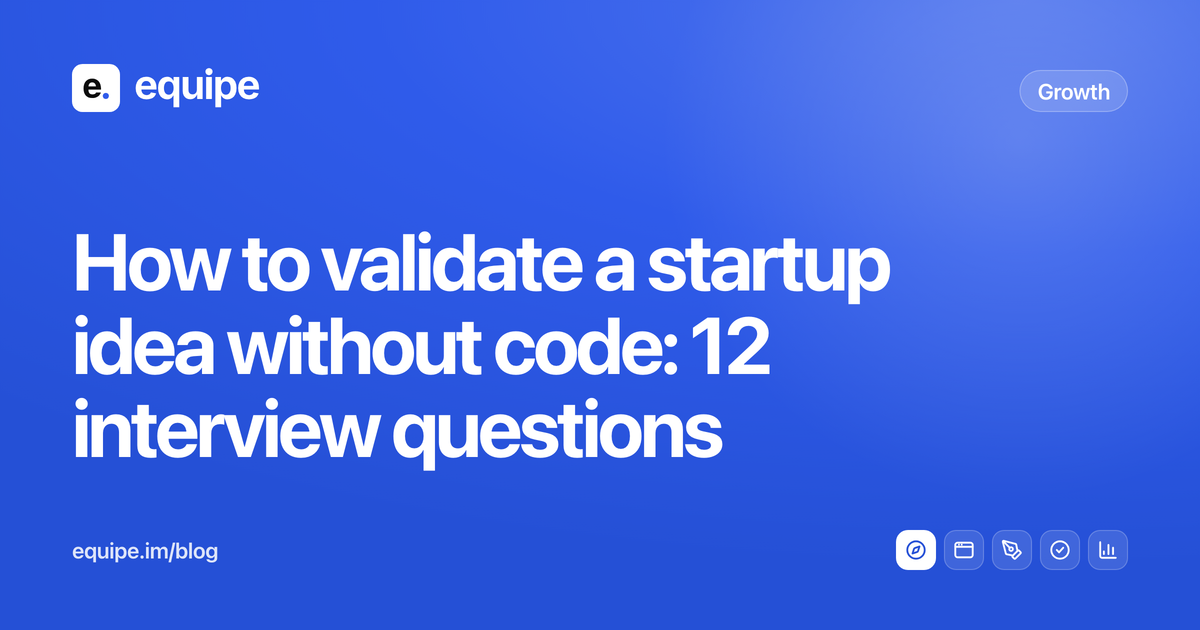 e. equipe
Growth
How to validate a startup
idea without code: 12
interview questions
equipe.im/blog